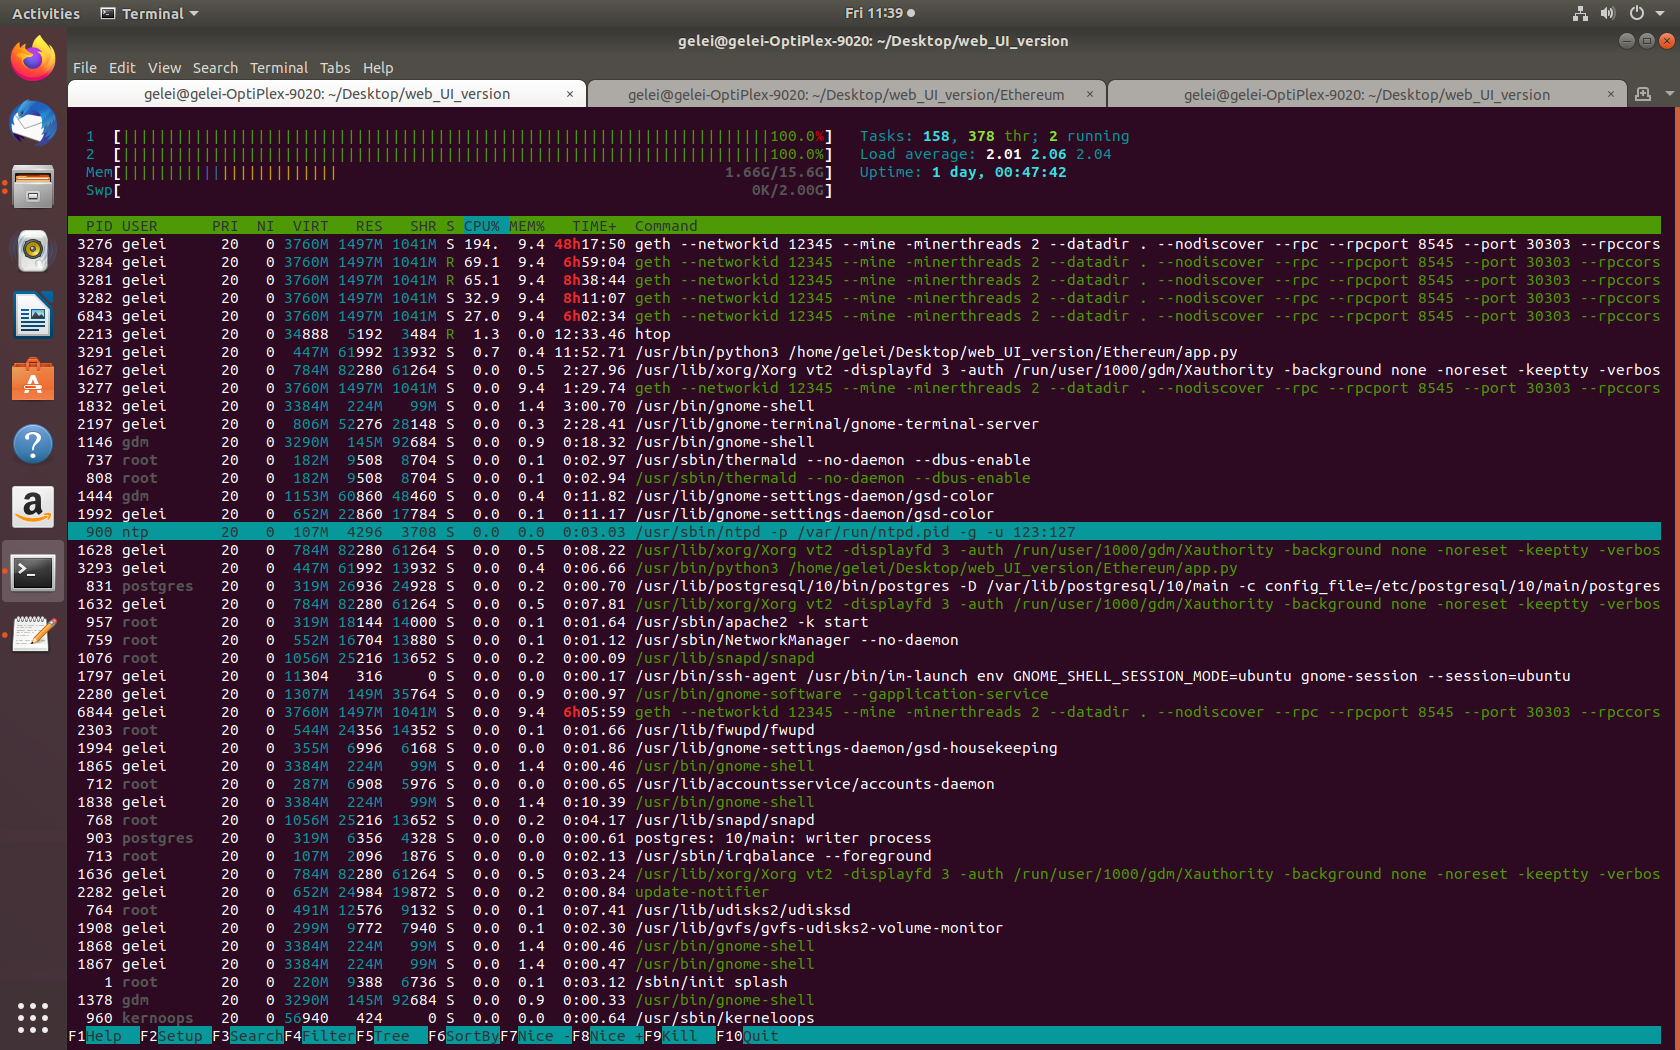 Activities Terminal Fri 11:39
gelei@gelei-OptiPlex-9020: ~/Desktop/web_UI_version
File Edit View Search Terminal Tabs Help
gelei@gelei-OptiPlex-9020: ~/Desktop/web_UI_version × gelei@gelei-OptiPlex-9020: ~/Desktop/web_UI_version/Ethereum × gelei@gelei-OptiPlex-9020: ~/Desktop/web_UI_version ×
1 [||||||||||||||||||||||||||||||||||||||||||||||||||||||||||||||||||||||||100.0%] Tasks: 158, 378 thr; 2 running
2 [||||||||||||||||||||||||||||||||||||||||||||||||||||||||||||||||||||||||100.0%] Load average: 2.01 2.06 2.04
Mem[|||||||||||||||||||||||| 1.66G/15.6G] Uptime: 1 day, 00:47:42
Swp[ 0K/2.00G]
PID USER PRI NI VIRT RES SHR S CPU% MEM% TIME+ Command
3276 gelei 20 0 3760M 1497M 1041M S 194. 9.4 48h17:50 geth --networkid 12345 --mine -minerthreads 2 --datadir . --nodiscover --rpc --rpcport 8545 --port 30303 --rpccors
3284 gelei 20 0 3760M 1497M 1041M R 69.1 9.4 6h59:04 geth --networkid 12345 --mine -minerthreads 2 --datadir . --nodiscover --rpc --rpcport 8545 --port 30303 --rpccors
3281 gelei 20 0 3760M 1497M 1041M R 65.1 9.4 8h38:44 geth --networkid 12345 --mine -minerthreads 2 --datadir . --nodiscover --rpc --rpcport 8545 --port 30303 --rpccors
3282 gelei 20 0 3760M 1497M 1041M S 32.9 9.4 8h11:07 geth --networkid 12345 --mine -minerthreads 2 --datadir . --nodiscover --rpc --rpcport 8545 --port 30303 --rpccors
6843 gelei 20 0 3760M 1497M 1041M S 27.0 9.4 6h02:34 geth --networkid 12345 --mine -minerthreads 2 --datadir . --nodiscover --rpc --rpcport 8545 --port 30303 --rpccors
2213 gelei 20 0 34888 5192 3484 R 1.3 0.0 12:33.46 htop
3291 gelei 20 0 447M 61992 13932 S 0.7 0.4 11:52.71 /usr/bin/python3 /home/gelei/Desktop/web_UI_version/Ethereum/app.py
1627 gelei 20 0 784M 82280 61264 S 0.0 0.5 2:27.96 /usr/lib/xorg/Xorg vt2 -displayfd 3 -auth /run/user/1000/gdm/Xauthority -background none -noreset -keeptty -verbos
3277 gelei 20 0 3760M 1497M 1041M S 0.0 9.4 1:29.74 geth --networkid 12345 --mine -minerthreads 2 --datadir . --nodiscover --rpc --rpcport 8545 --port 30303 --rpccors
1832 gelei 20 0 3384M 224M 99M S 0.0 1.4 3:00.70 /usr/bin/gnome-shell
2197 gelei 20 0 806M 52276 28148 S 0.0 0.3 2:28.41 /usr/lib/gnome-terminal/gnome-terminal-server
1146 gdm 20 0 3290M 145M 92684 S 0.0 0.9 0:18.32 /usr/bin/gnome-shell
737 root 20 0 182M 9508 8704 S 0.0 0.1 0:02.97 /usr/sbin/thermald --no-daemon --dbus-enable
808 root 20 0 182M 9508 8704 S 0.0 0.1 0:02.94 /usr/sbin/thermald --no-daemon --dbus-enable
1444 gdm 20 0 1153M 60860 48460 S 0.0 0.4 0:11.82 /usr/lib/gnome-settings-daemon/gsd-color
1992 gelei 20 0 652M 22860 17784 S 0.0 0.1 0:11.17 /usr/lib/gnome-settings-daemon/gsd-color
900 ntp 20 0 107M 4296 3708 S 0.0 0.0 0:03.03 /usr/sbin/ntpd -p /var/run/ntpd.pid -g -u 123:127
1628 gelei 20 0 784M 82280 61264 S 0.0 0.5 0:08.22 /usr/lib/xorg/Xorg vt2 -displayfd 3 -auth /run/user/1000/gdm/Xauthority -background none -noreset -keeptty -verbos
3293 gelei 20 0 447M 61992 13932 S 0.0 0.4 0:06.66 /usr/bin/python3 /home/gelei/Desktop/web_UI_version/Ethereum/app.py
831 postgres 20 0 319M 26936 24928 S 0.0 0.2 0:00.70 /usr/lib/postgresql/10/bin/postgres -D /var/lib/postgresql/10/main -c config_file=/etc/postgresql/10/main/postgres
1632 gelei 20 0 784M 82280 61264 S 0.0 0.5 0:07.81 /usr/lib/xorg/Xorg vt2 -displayfd 3 -auth /run/user/1000/gdm/Xauthority -background none -noreset -keeptty -verbos
957 root 20 0 319M 18144 14000 S 0.0 0.1 0:01.64 /usr/sbin/apache2 -k start
759 root 20 0 552M 16704 13880 S 0.0 0.1 0:01.12 /usr/sbin/NetworkManager --no-daemon
1076 root 20 0 1056M 25216 13652 S 0.0 0.2 0:00.09 /usr/lib/snapd/snapd
1797 gelei 20 0 11304 316 0 S 0.0 0.0 0:00.17 /usr/bin/ssh-agent /usr/bin/im-launch env GNOME_SHELL_SESSION_MODE=ubuntu gnome-session --session=ubuntu
2280 gelei 20 0 1307M 149M 35764 S 0.0 0.9 0:00.97 /usr/bin/gnome-software --gapplication-service
6844 gelei 20 0 3760M 1497M 1041M S 0.0 9.4 6h05:59 geth --networkid 12345 --mine -minerthreads 2 --datadir . --nodiscover --rpc --rpcport 8545 --port 30303 --rpccors
2303 root 20 0 544M 24356 14352 S 0.0 0.1 0:01.66 /usr/lib/fwupd/fwupd
1994 gelei 20 0 355M 6996 6168 S 0.0 0.0 0:01.86 /usr/lib/gnome-settings-daemon/gsd-housekeeping
1865 gelei 20 0 3384M 224M 99M S 0.0 1.4 0:00.46 /usr/bin/gnome-shell
712 root 20 0 287M 6908 5976 S 0.0 0.0 0:00.65 /usr/lib/accountsservice/accounts-daemon
1838 gelei 20 0 3384M 224M 99M S 0.0 1.4 0:10.39 /usr/bin/gnome-shell
768 root 20 0 1056M 25216 13652 S 0.0 0.2 0:04.17 /usr/lib/snapd/snapd
903 postgres 20 0 319M 6356 4328 S 0.0 0.0 0:00.61 postgres: 10/main: writer process
713 root 20 0 107M 2096 1876 S 0.0 0.0 0:02.13 /usr/sbin/irqbalance --foreground
1636 gelei 20 0 784M 82280 61264 S 0.0 0.5 0:03.24 /usr/lib/xorg/Xorg vt2 -displayfd 3 -auth /run/user/1000/gdm/Xauthority -background none -noreset -keeptty -verbos
2282 gelei 20 0 652M 24984 19872 S 0.0 0.2 0:00.84 update-notifier
764 root 20 0 491M 12576 9132 S 0.0 0.1 0:07.41 /usr/lib/udisks2/udisksd
1908 gelei 20 0 299M 9772 7940 S 0.0 0.1 0:02.30 /usr/lib/gvfs/gvfs-udisks2-volume-monitor
1868 gelei 20 0 3384M 224M 99M S 0.0 1.4 0:00.46 /usr/bin/gnome-shell
1867 gelei 20 0 3384M 224M 99M S 0.0 1.4 0:00.47 /usr/bin/gnome-shell
1 root 20 0 220M 9388 6736 S 0.0 0.1 0:03.12 /sbin/init splash
1378 gdm 20 0 3290M 145M 92684 S 0.0 0.9 0:00.33 /usr/bin/gnome-shell
960 kernoops 20 0 56940 424 0 S 0.0 0.0 0:00.64 /usr/sbin/kerneloops
F1Help F2Setup F3SearchF4FilterF5Tree F6SortByF7Nice -F8Nice +F9Kill F10Quit